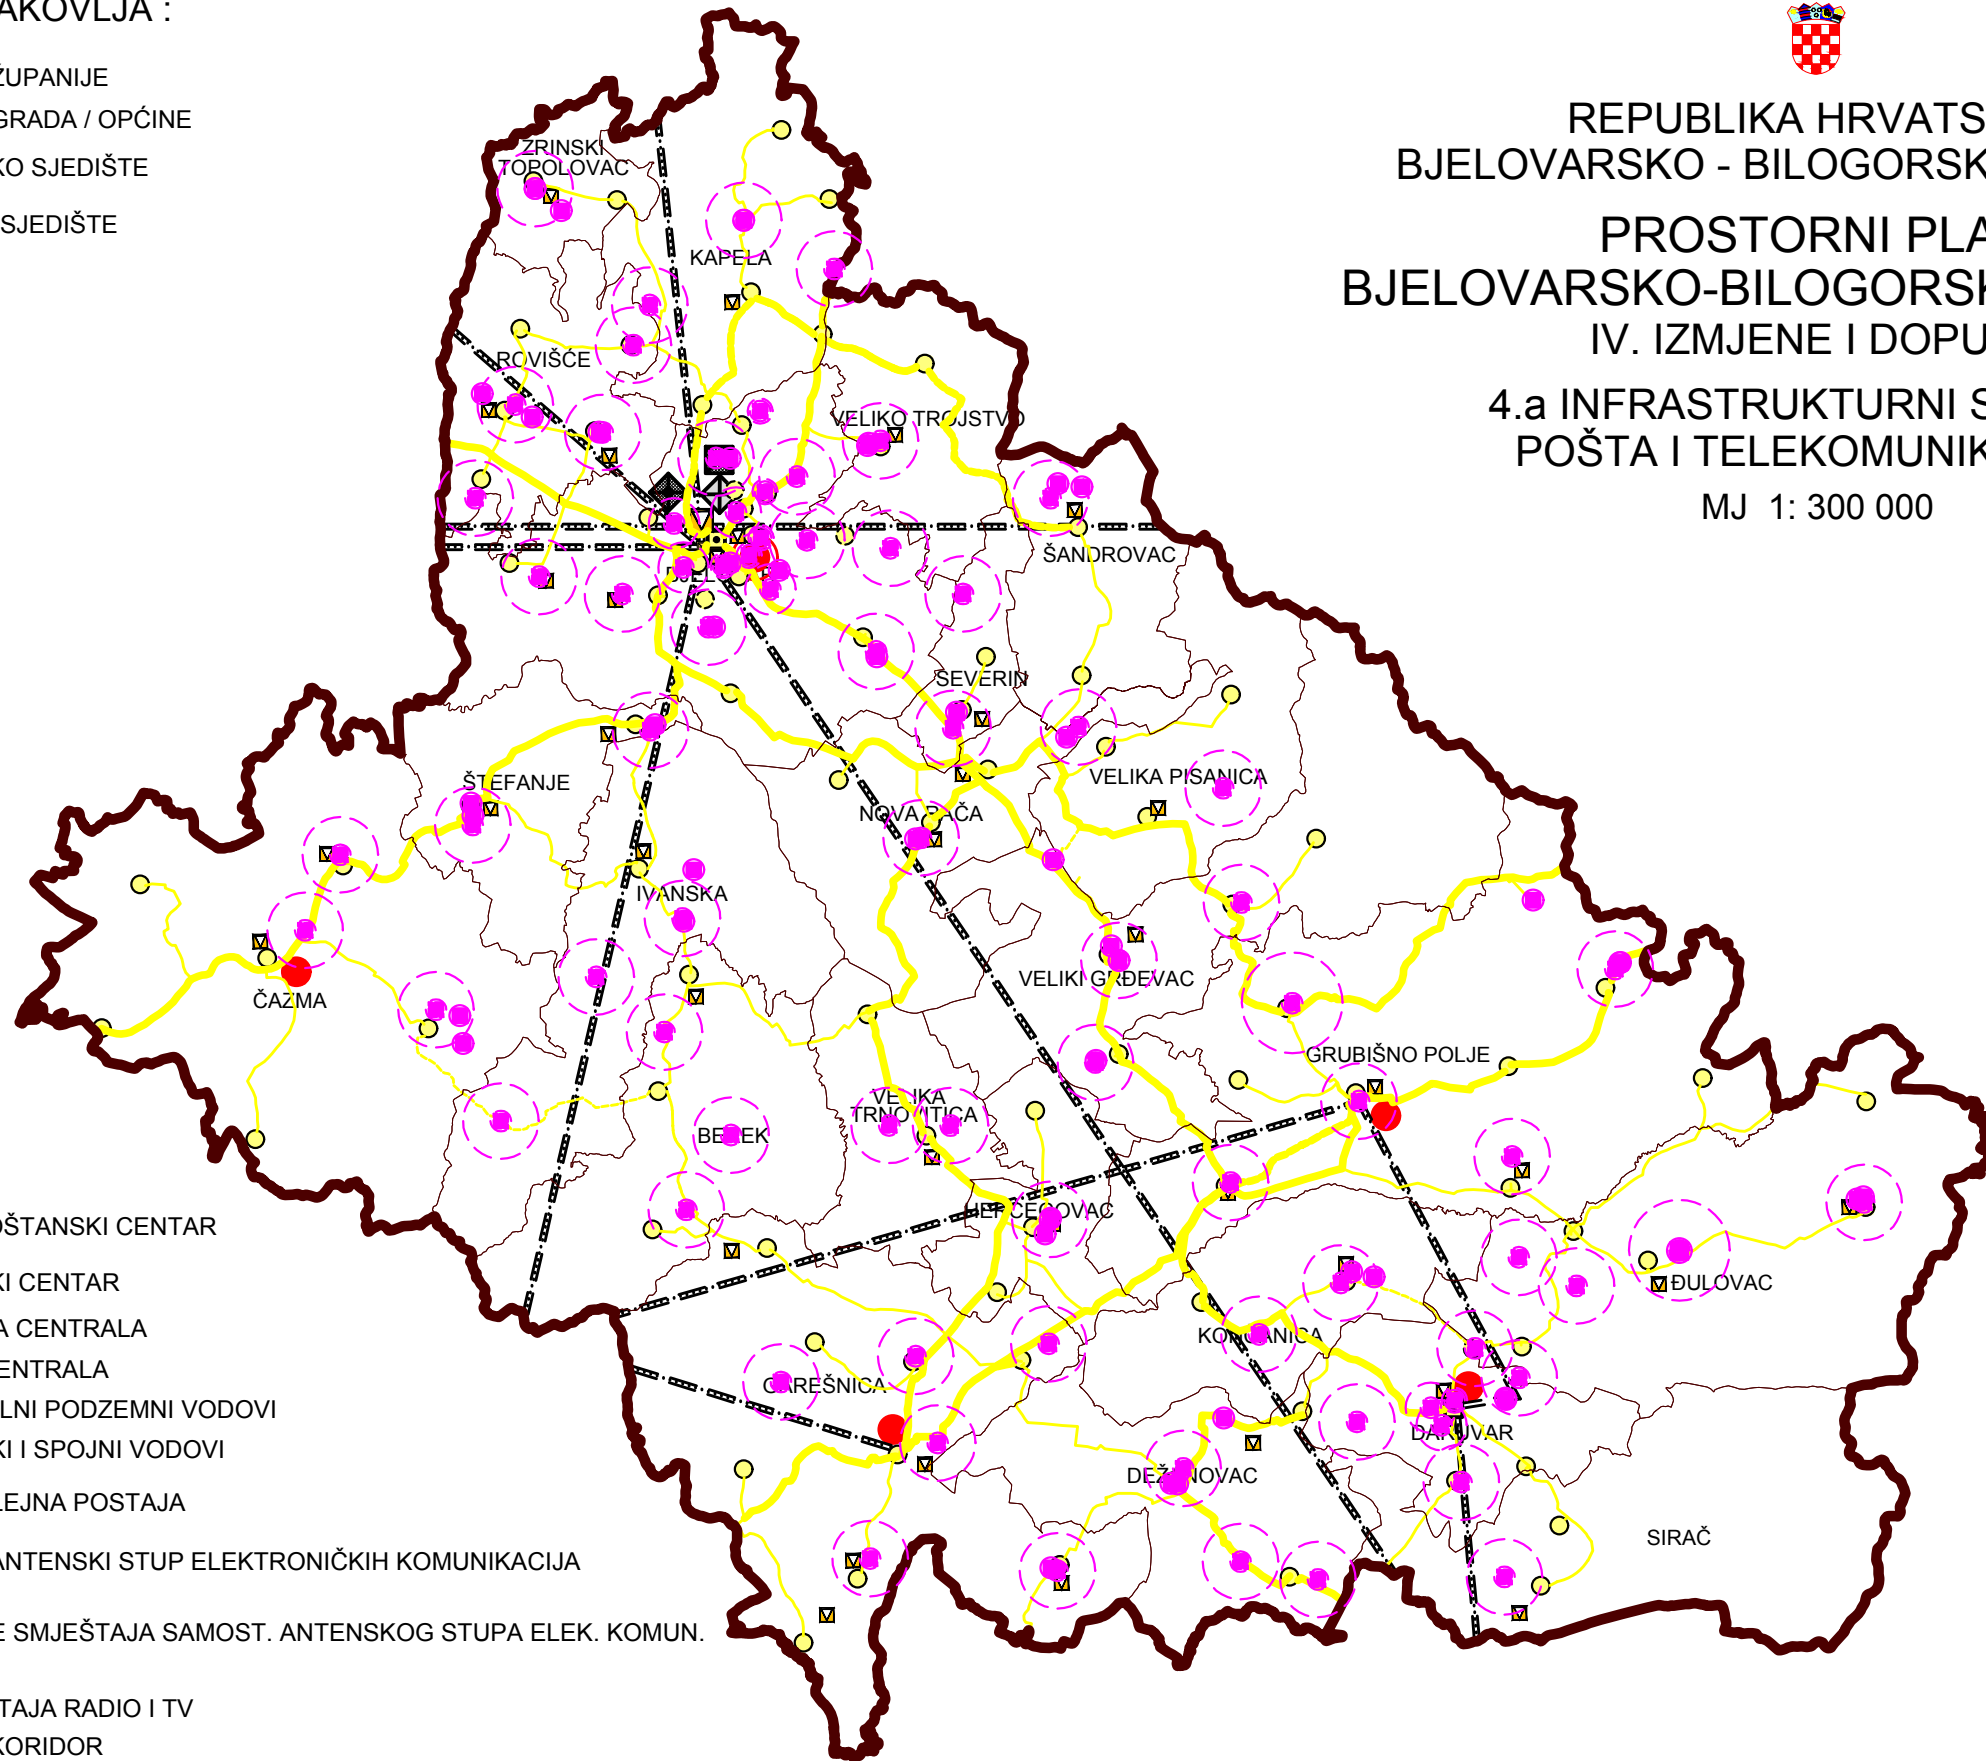 AKOVLJA :
ŽUPANIJE
GRADA / OPĆINE
KO SJEDIŠTE
SJEDIŠTE
REPUBLIKA HRVATS
BJELOVARSKO - BILOGORSK
PROSTORNI PLA
BJELOVARSKO-BILOGORSK
IV. IZMJENE I DOPU
4.a INFRASTRUKTURNI S
POŠTA I TELEKOMUNIK
MJ 1: 300 000
ZRINSKI
TOPOLOVAC
KAPELA
ROVIŠĆE
VELIKO TROJSTVO
ŠANDROVAC
SEVERIN
ŠTEFANJE
VELIKA PISANICA
NOVA RAČA
IVANSKA
ČAZMA
VELIKI GRĐEVAC
GRUBIŠNO POLJE
VELIKA
TRNOVITICA
BEREK
HERCEGOVAC
ĐULOVAC
KONČANICA
GAREŠNICA
DARUVAR
DEŽANOVAC
SIRAČ
OŠTANSKI CENTAR
KI CENTAR
A CENTRALA
ENTRALA
LNI PODZEMNI VODOVI
KI I SPOJNI VODOVI
LEJNA POSTAJA
ANTENSKI STUP ELEKTRONIČKIH KOMUNIKACIJA
E SMJEŠTAJA SAMOST. ANTENSKOG STUPA ELEK. KOMUN.
TAJA RADIO I TV
KORIDOR